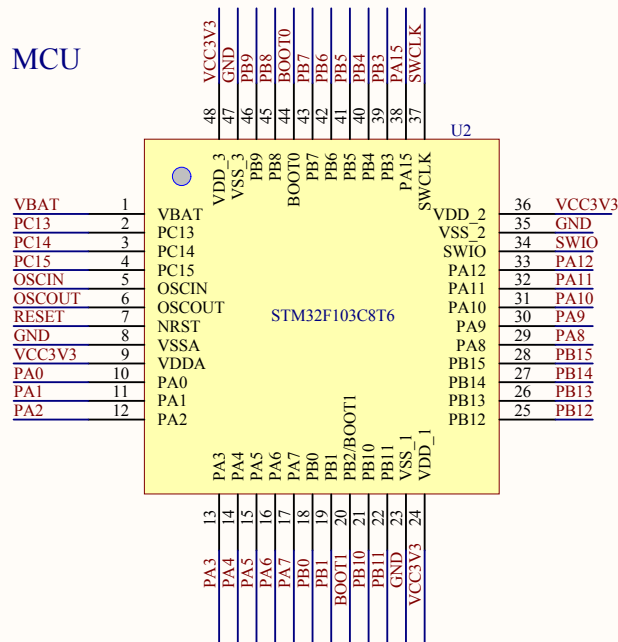 MCU
VCC3V3 GND PB9 PB8 BOOT0 PB7 PB6 PB5 PB4 PB3 PA15 SWCLK
48 47 46 45 44 43 42 41 40 39 38 37
U2
VDD_3 VSS_3 PB9 PB8 BOOT0 PB7 PB6 PB5 PB4 PB3 PA15 SWCLK
VBAT 1 VBAT
PC13 2 PC13
PC14 3 PC14
PC15 4 PC15
OSCIN 5 OSCIN
OSCOUT 6 OSCOUT
RESET 7 NRST
GND 8 VSSA
VCC3V3 9 VDDA
PA0 10 PA0
PA1 11 PA1
PA2 12 PA2
STM32F103C8T6
VDD_2 36 VCC3V3
VSS_2 35 GND
SWIO 34 SWIO
PA12 33 PA12
PA11 32 PA11
PA10 31 PA10
PA9 30 PA9
PA8 29 PA8
PB15 28 PB15
PB14 27 PB14
PB13 26 PB13
PB12 25 PB12
PA3 PA4 PA5 PA6 PA7 PB0 PB1 PB2/BOOT1 PB10 PB11 VSS_1 VDD_1
13 14 15 16 17 18 19 20 21 22 23 24
PA3 PA4 PA5 PA6 PA7 PB0 PB1 BOOT1 PB10 PB11 GND VCC3V3